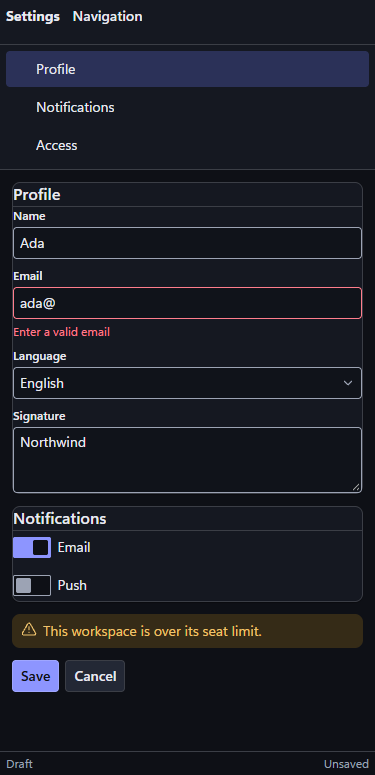 Settings Navigation
Profile
Notifications
Access
Profile
Name
Ada
Email
ada@
Enter a valid email
Language
English
Signature
Northwind
Notifications
Email
Push
This workspace is over its seat limit.
Save Cancel
Draft Unsaved